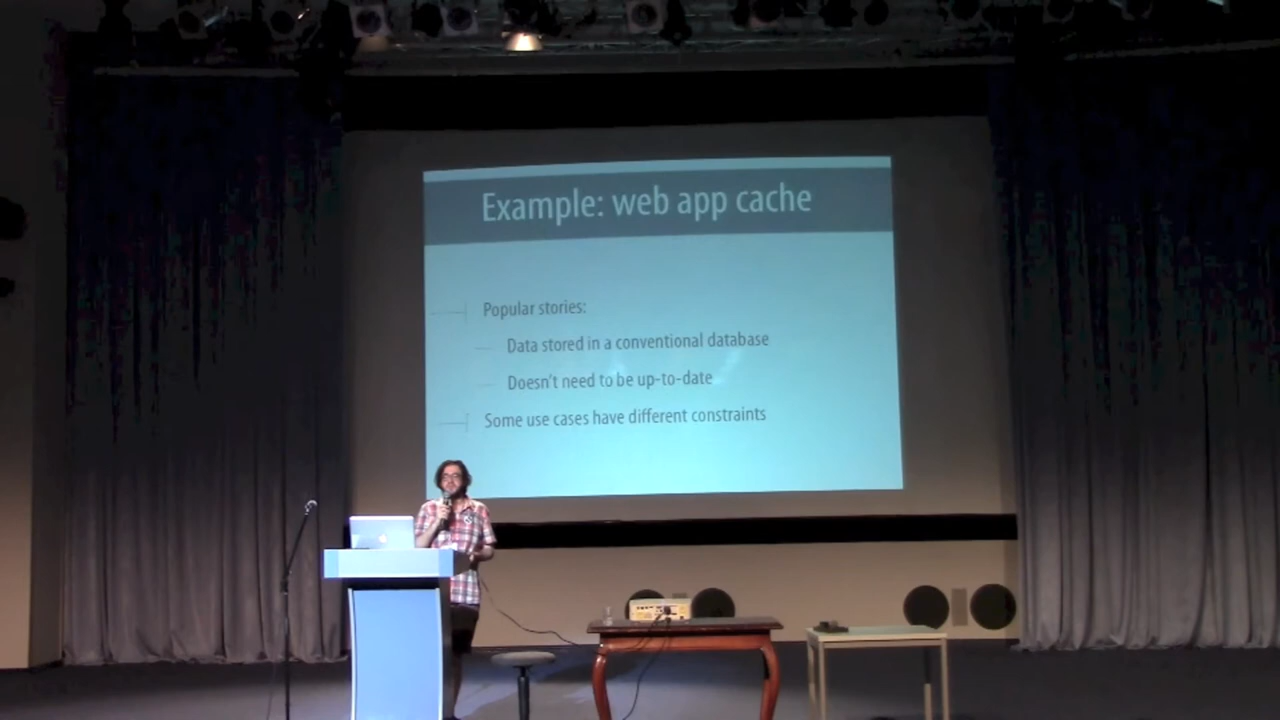 Example: web app cache
Popular stories:
Data stored in a conventional database
Doesn't need to be up-to-date
Some use cases have different constraints